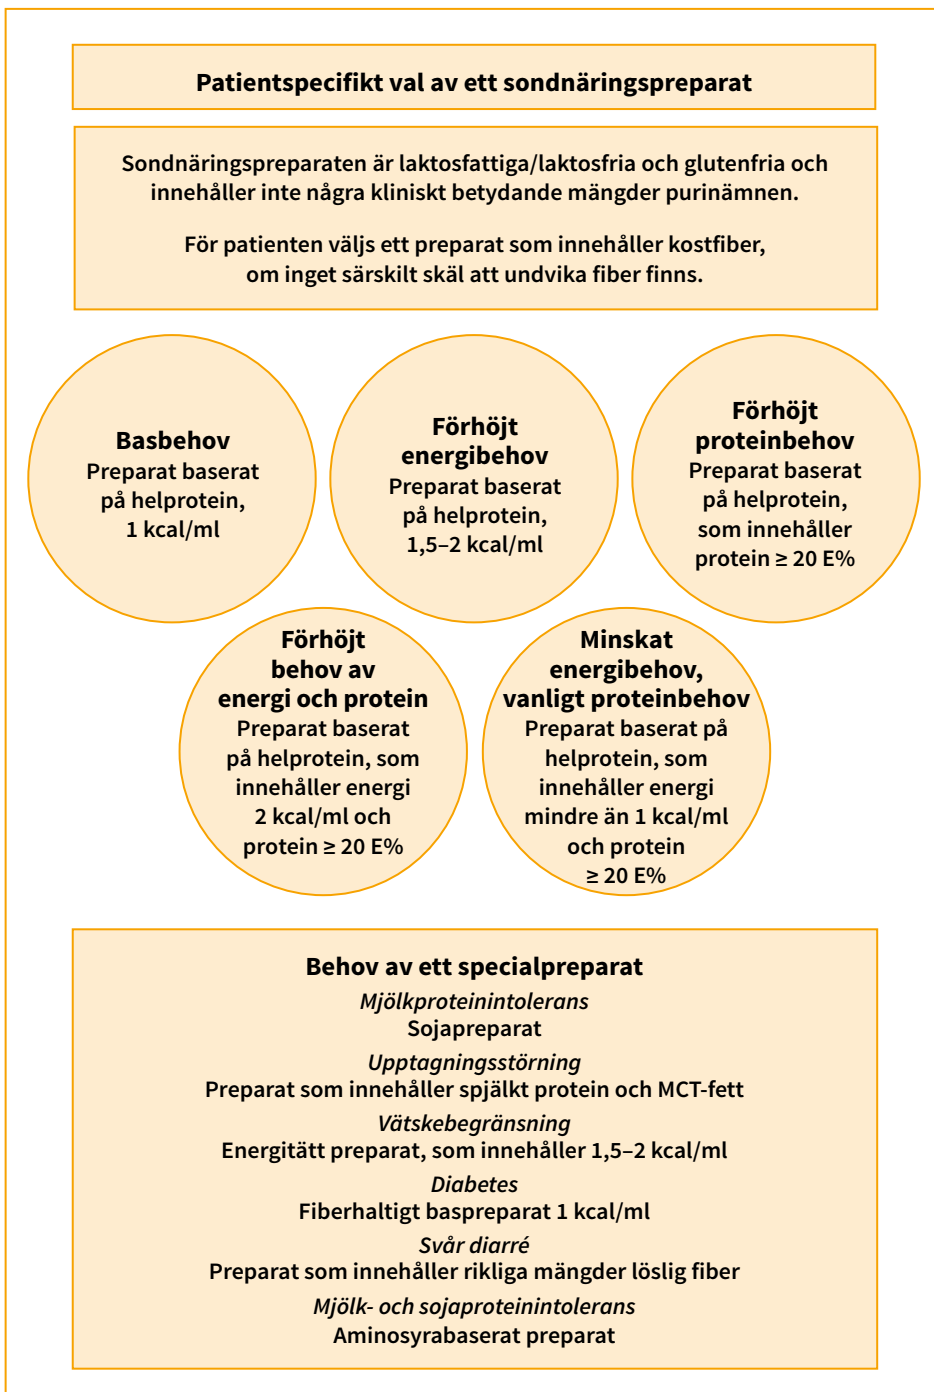 Patientspecifikt val av ett sondnäringspreparat
Sondnäringspreparaten är laktosfattiga/laktosfria och glutenfria och
innehåller inte några kliniskt betydande mängder purinämnen.
För patienten väljs ett preparat som innehåller kostfiber,
om inget särskilt skäl att undvika fiber finns.
Basbehov
Preparat baserat
på helprotein,
1 kcal/ml
Förhöjt
energibehov
Preparat baserat
på helprotein,
1,5–2 kcal/ml
Förhöjt
proteinbehov
Preparat baserat
på helprotein,
som innehåller
protein ≥ 20 E%
Förhöjt
behov av
energi och protein
Preparat baserat
på helprotein, som
innehåller energi
2 kcal/ml och
protein ≥ 20 E%
Minskat
energibehov,
vanligt proteinbehov
Preparat baserat på
helprotein, som
innehåller energi
mindre än 1 kcal/ml
och protein
≥ 20 E%
Behov av ett specialpreparat
Mjölkproteinintolerans
Sojapreparat
Upptagningsstörning
Preparat som innehåller spjälkt protein och MCT-fett
Vätskebegränsning
Energitätt preparat, som innehåller 1,5–2 kcal/ml
Diabetes
Fiberhaltigt baspreparat 1 kcal/ml
Svår diarré
Preparat som innehåller rikliga mängder löslig fiber
Mjölk- och sojaproteinintolerans
Aminosyrabaserat preparat